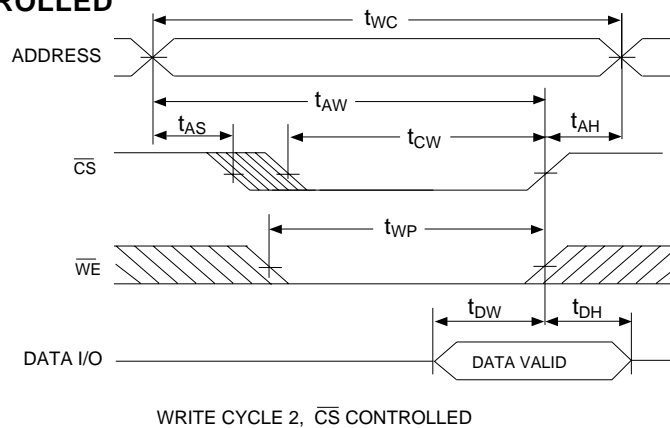 ROLLED
tWC
ADDRESS
tAW
tAS
tCW
tAH
CS
tWP
WE
tDW
tDH
DATA I/O
DATA VALID
WRITE CYCLE 2, CS CONTROLLED